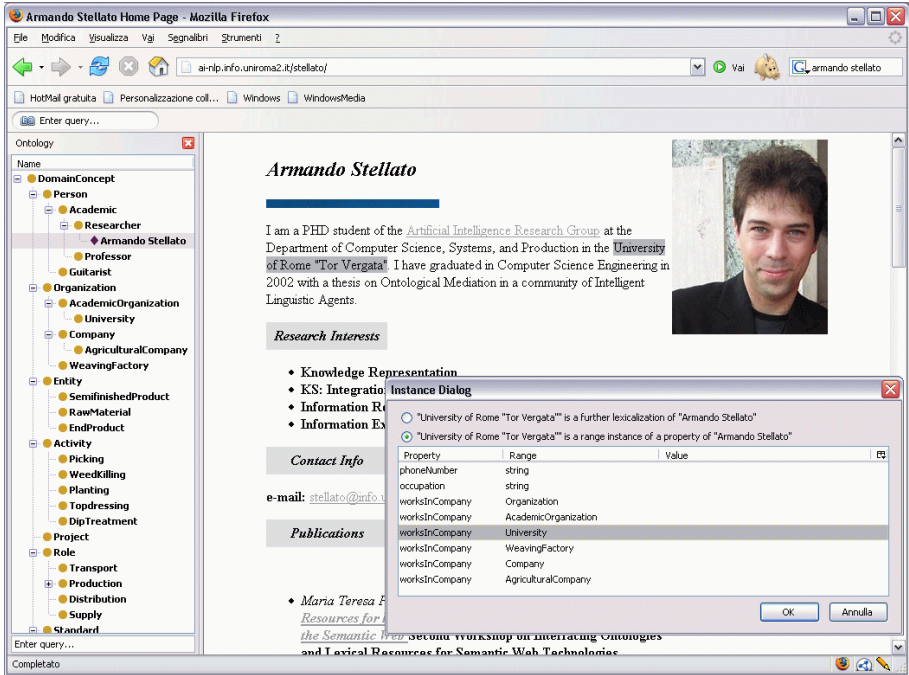 Armando Stellato Home Page - Mozilla Firefox
File Modifica Visualizza Vai Segnalibri Strumenti ?
ai-nlp.info.uniroma2.it/stellato/ Vai G armando stellato
HotMail gratuita Personalizzazione coll... Windows WindowsMedia
Enter query...
Ontology
Name
DomainConcept
Person
Academic
Researcher
Armando Stellato
Professor
Guitarist
Organization
AcademicOrganization
University
Company
AgriculturalCompany
WeavingFactory
Entity
SemifinishedProduct
RawMaterial
EndProduct
Activity
Picking
WeedKilling
Planting
Topdressing
DipTreatment
Project
Role
Transport
Production
Distribution
Supply
Standard
Enter query...
Armando Stellato
I am a PHD student of the Artificial Intelligence Research Group at the
Department of Computer Science, Systems, and Production in the University
of Rome "Tor Vergata". I have graduated in Computer Science Engineering in
2002 with a thesis on Ontological Mediation in a community of Intelligent
Linguistic Agents.
Research Interests
• Knowledge Representation
• KS: Integratio
• Information R
• Information Ex
Contact Info
e-mail: stellato@info.u
Publications
• Maria Teresa P
Resources for
the Semantic Web Second Workshop on Interfacing Ontologies
and Lexical Resources for Semantic Web Technologies
Instance Dialog
"University of Rome "Tor Vergata"" is a further lexicalization of "Armando Stellato"
"University of Rome "Tor Vergata"" is a range instance of a property of "Armando Stellato"
Property Range Value
phoneNumber string
occupation string
worksInCompany Organization
worksInCompany AcademicOrganization
worksInCompany University
worksInCompany WeavingFactory
worksInCompany Company
worksInCompany AgriculturalCompany
OK Annulla
Completato